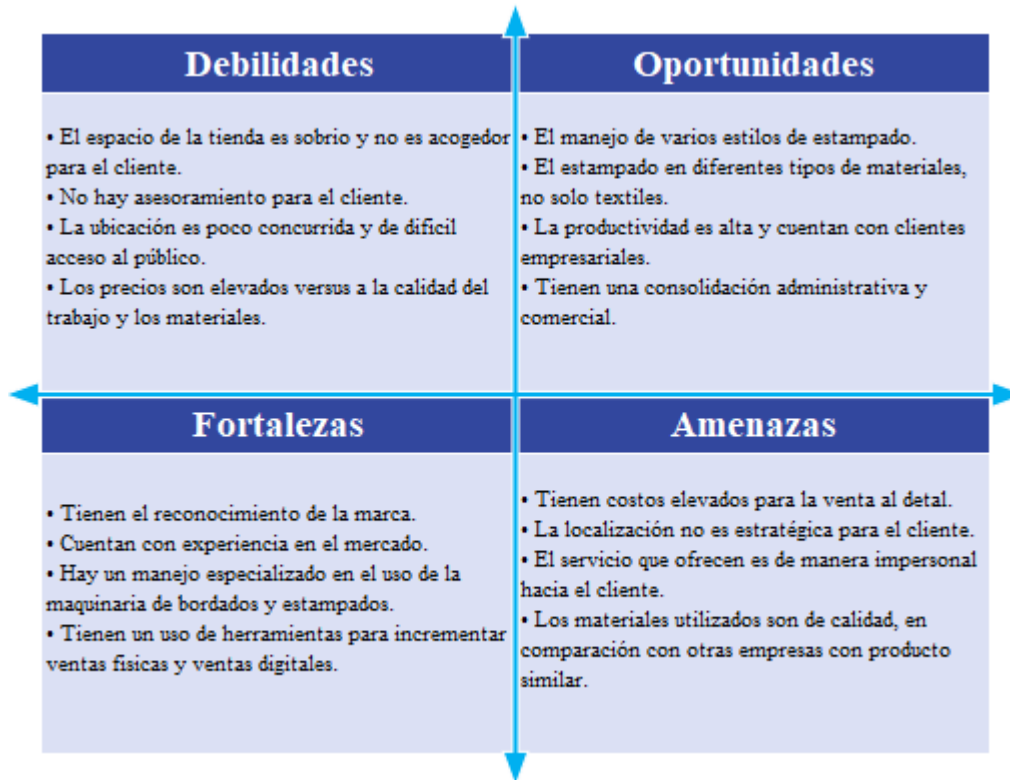 Debilidades
• El espacio de la tienda es sobrio y no es acogedor
para el cliente.
• No hay asesoramiento para el cliente.
• La ubicación es poco concurrida y de dificil
acceso al público.
• Los precios son elevados versus a la calidad del
trabajo y los materiales.
Oportunidades
• El manejo de varios estilos de estampado.
• El estampado en diferentes tipos de materiales,
no solo textiles.
• La productividad es alta y cuentan con clientes
empresariales.
• Tienen una consolidación administrativa y
comercial.
Fortalezas
• Tienen el reconocimiento de la marca.
• Cuentan con experiencia en el mercado.
• Hay un manejo especializado en el uso de la
maquinaria de bordados y estampados.
• Tienen un uso de herramientas para incrementar
ventas fisicas y ventas digitales.
Amenazas
• Tienen costos elevados para la venta al detal.
• La localización no es estratégica para el cliente.
• El servicio que ofrecen es de manera impersonal
hacia el cliente.
• Los materiales utilizados son de calidad, en
comparación con otras empresas con producto
similar.